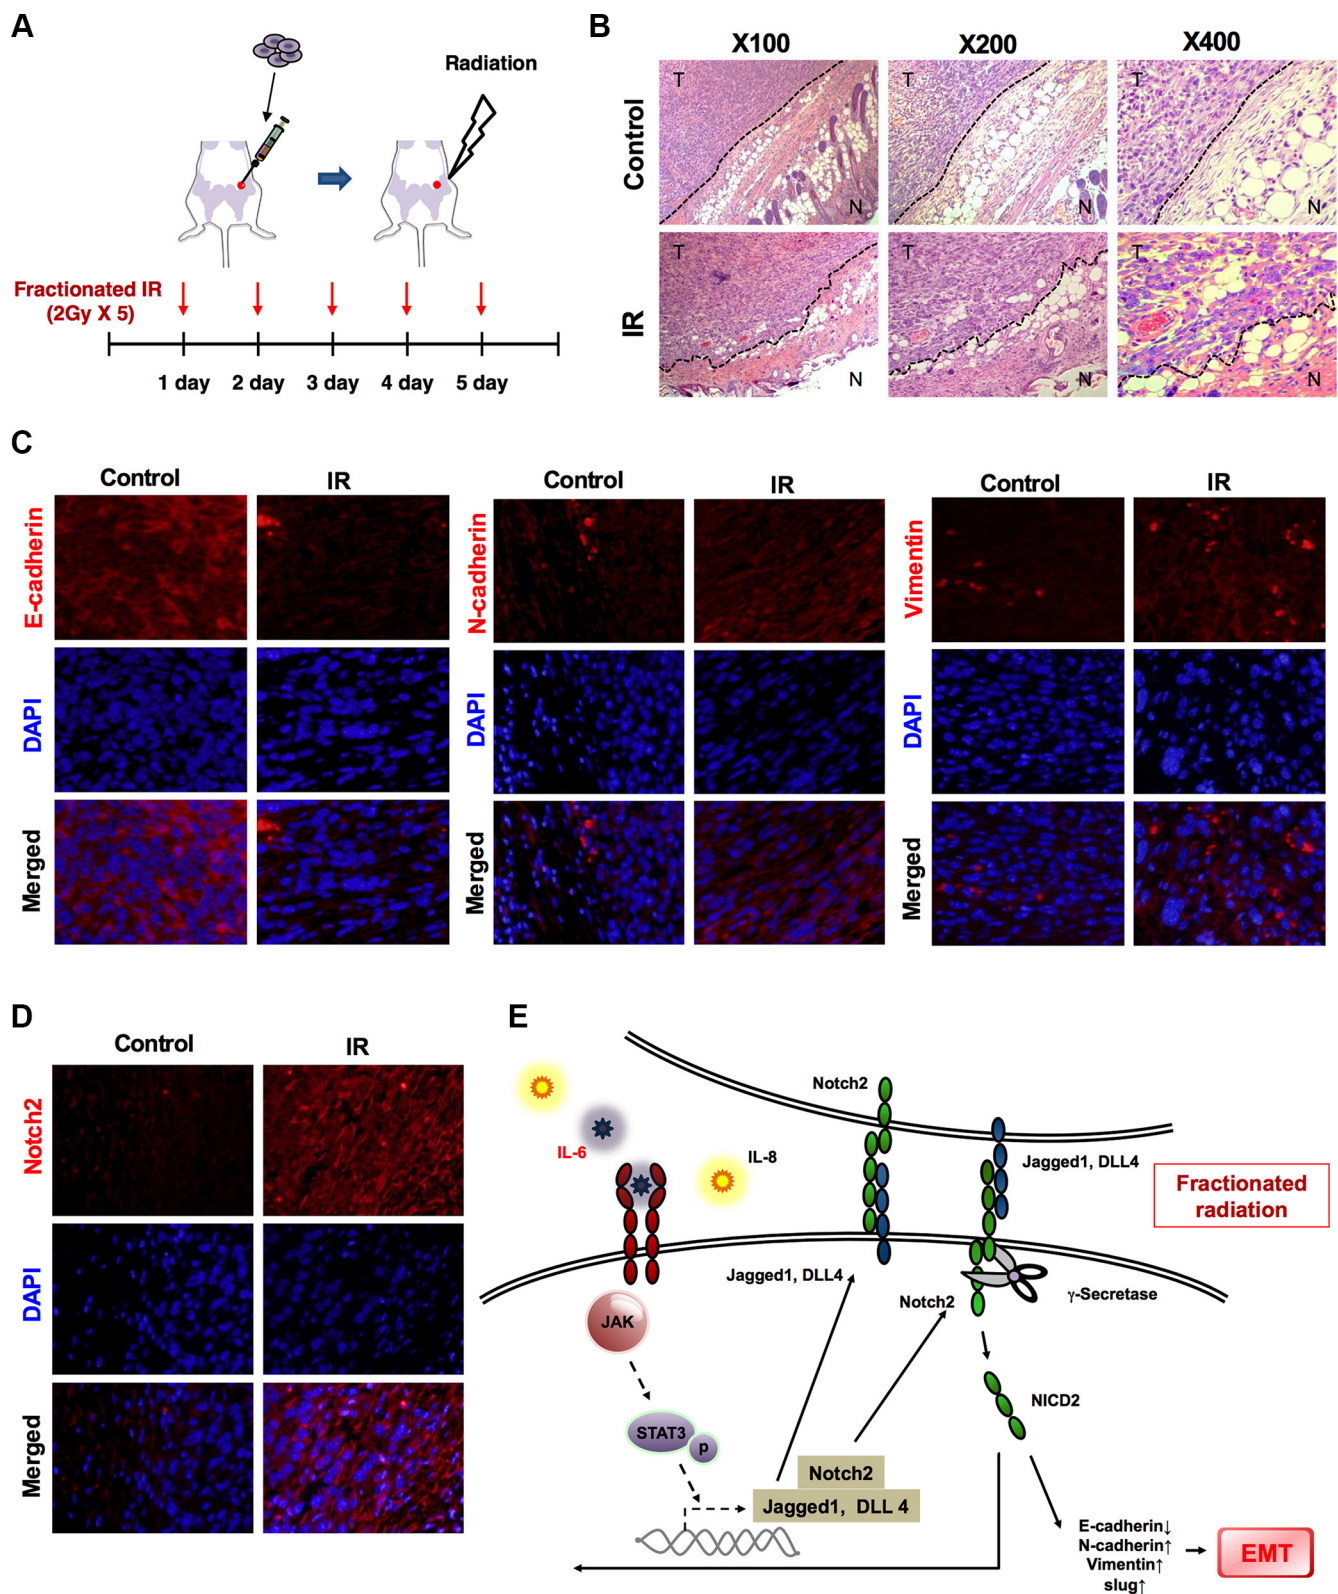 A
Radiation
Fractionated IR
(2Gy X 5)
1 day
2 day
3 day
4 day
5 day
B
X100
X200
X400
Control
T
N
T
N
T
N
IR
T
N
T
N
T
N
C
Control
IR
E-cadherin
DAPI
Merged
Control
IR
N-cadherin
DAPI
Merged
Control
IR
Vimentin
DAPI
Merged
D
Control
IR
Notch2
DAPI
Merged
E
Notch2
IL-6
IL-8
Jagged1, DLL4
Fractionated
radiation
Jagged1, DLL4
Notch2
γ-Secretase
JAK
NICD2
STAT3
p
Notch2
Jagged1, DLL 4
E-cadherin↓
N-cadherin↑
Vimentin↑
slug↑
EMT